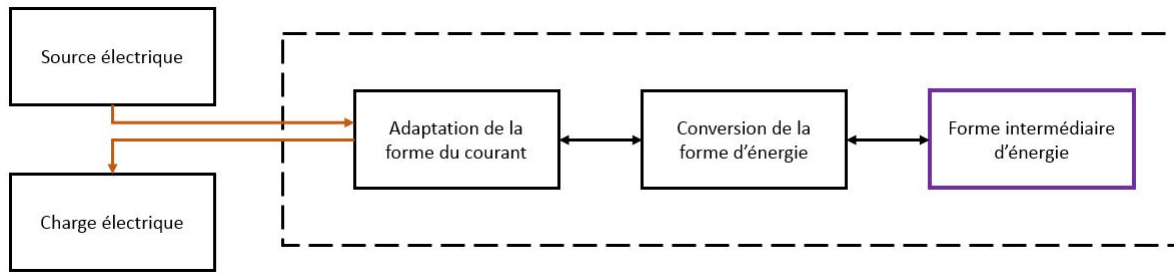 Source électrique
Adaptation de la
forme du courant
Conversion de la
forme d’énergie
Forme intermédiaire
d’énergie
Charge électrique